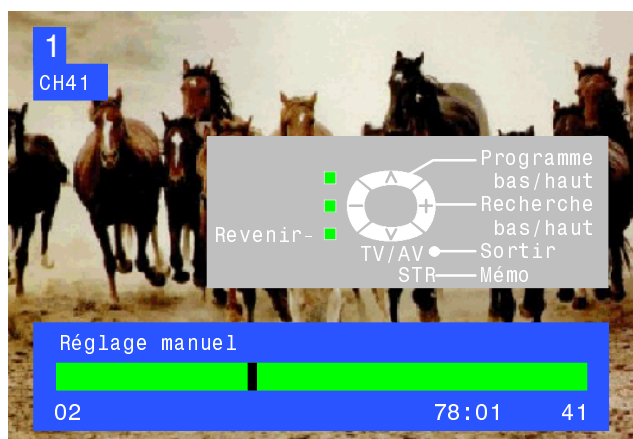 1
CH41
Programme
bas/haut
Recherche
bas/haut
Revenir-
TV/AV Sortir
STR Mémo
Réglage manuel
02 78:01 41